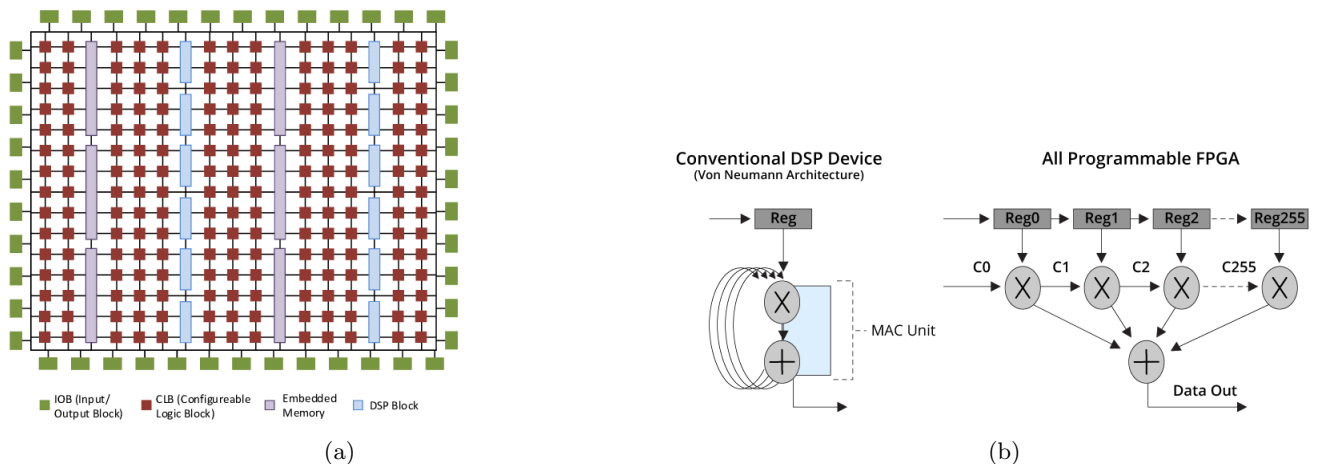 IOB (Input/
Output Block)
CLB (Configureable
Logic Block)
Embedded
Memory
DSP Block
(a)
Conventional DSP Device
(Von Neumann Architecture)
Reg
X
+
MAC Unit
All Programmable FPGA
Reg0 Reg1 Reg2 Reg255
C0 C1 C2 C255
X X X X
+
Data Out
(b)